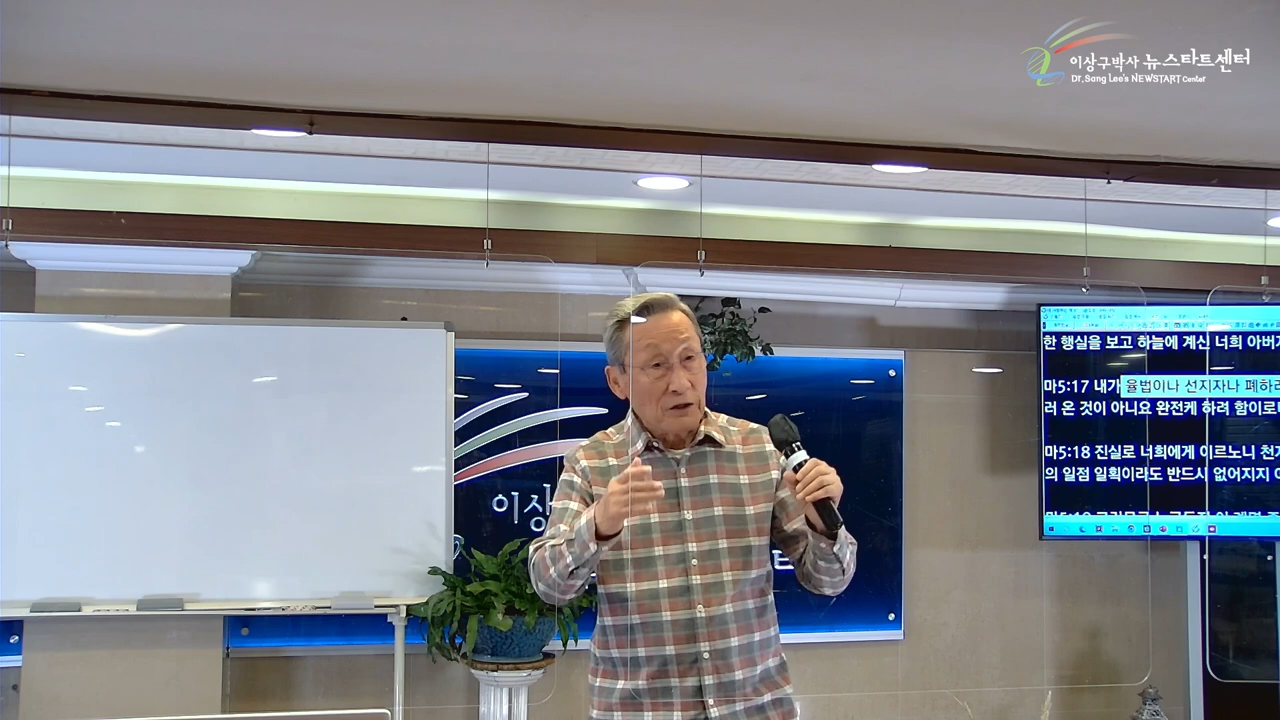 이상구박사 뉴스타트센터
Dr. Sang Lee's NEWSTART Center
한 행실을 보고 하늘에 계신 너희 아버지
마5:17 내가 율법이나 선지자나 폐하러
러 온 것이 아니요 완전케 하려 함이로
마5:18 진실로 너희에게 이르노니 천지
의 일점 일획이라도 반드시 없어지지
이상